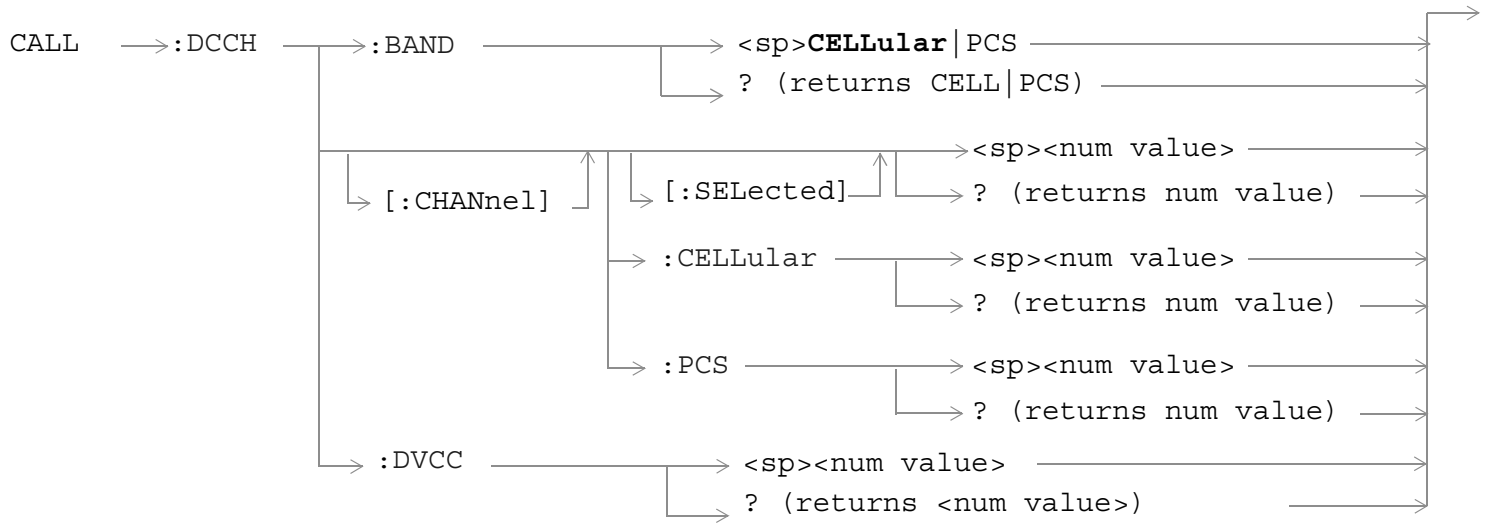 CALL :DCCH :BAND <sp>CELLular|PCS
? (returns CELL|PCS)
<sp><num value>
[:CHANnel] [:SELected] ? (returns num value)
:CELLular <sp><num value>
? (returns num value)
:PCS <sp><num value>
? (returns num value)
:DVCC <sp><num value>
? (returns <num value>)